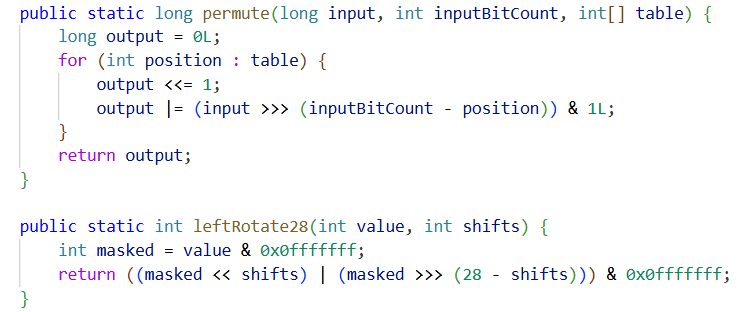 public static long permute(long input, int inputBitCount, int[] table) {
    long output = 0L;
    for (int position : table) {
        output <<= 1;
        output |= (input >>> (inputBitCount - position)) & 1L;
    }
    return output;
}

public static int leftRotate28(int value, int shifts) {
    int masked = value & 0x0fffffff;
    return ((masked << shifts) | (masked >>> (28 - shifts))) & 0x0fffffff;
}